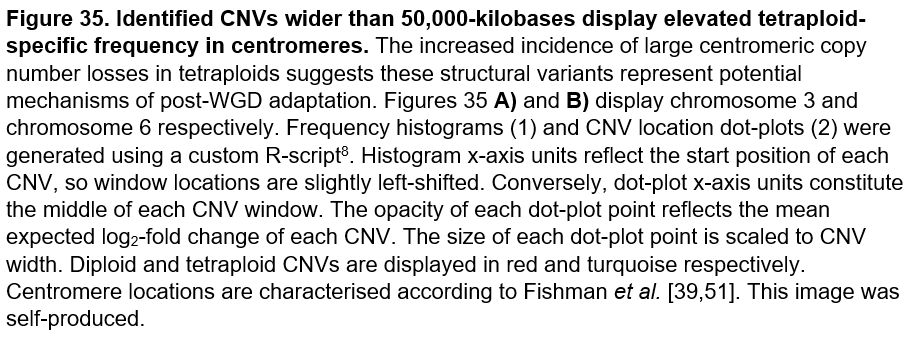 Figure 35. Identified CNVs wider than 50,000-kilobases display elevated tetraploid-
specific frequency in centromeres. The increased incidence of large centromeric copy
number losses in tetraploids suggests these structural variants represent potential
mechanisms of post-WGD adaptation. Figures 35 A) and B) display chromosome 3 and
chromosome 6 respectively. Frequency histograms (1) and CNV location dot-plots (2) were
generated using a custom R-script⁸. Histogram x-axis units reflect the start position of each
CNV, so window locations are slightly left-shifted. Conversely, dot-plot x-axis units constitute
the middle of each CNV window. The opacity of each dot-plot point reflects the mean
expected log₂-fold change of each CNV. The size of each dot-plot point is scaled to CNV
width. Diploid and tetraploid CNVs are displayed in red and turquoise respectively.
Centromere locations are characterised according to Fishman et al. [39,51]. This image was
self-produced.